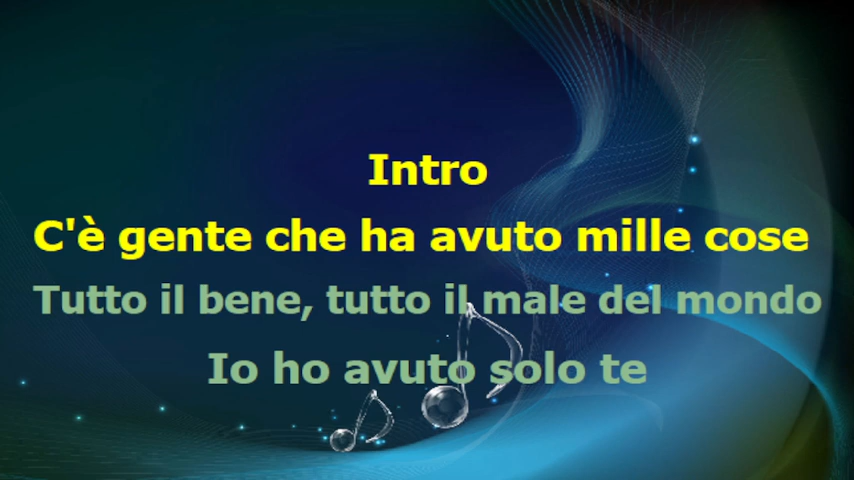 Intro
C'è gente che ha avuto mille cose
Tutto il bene, tutto il male del mondo
Io ho avuto solo te